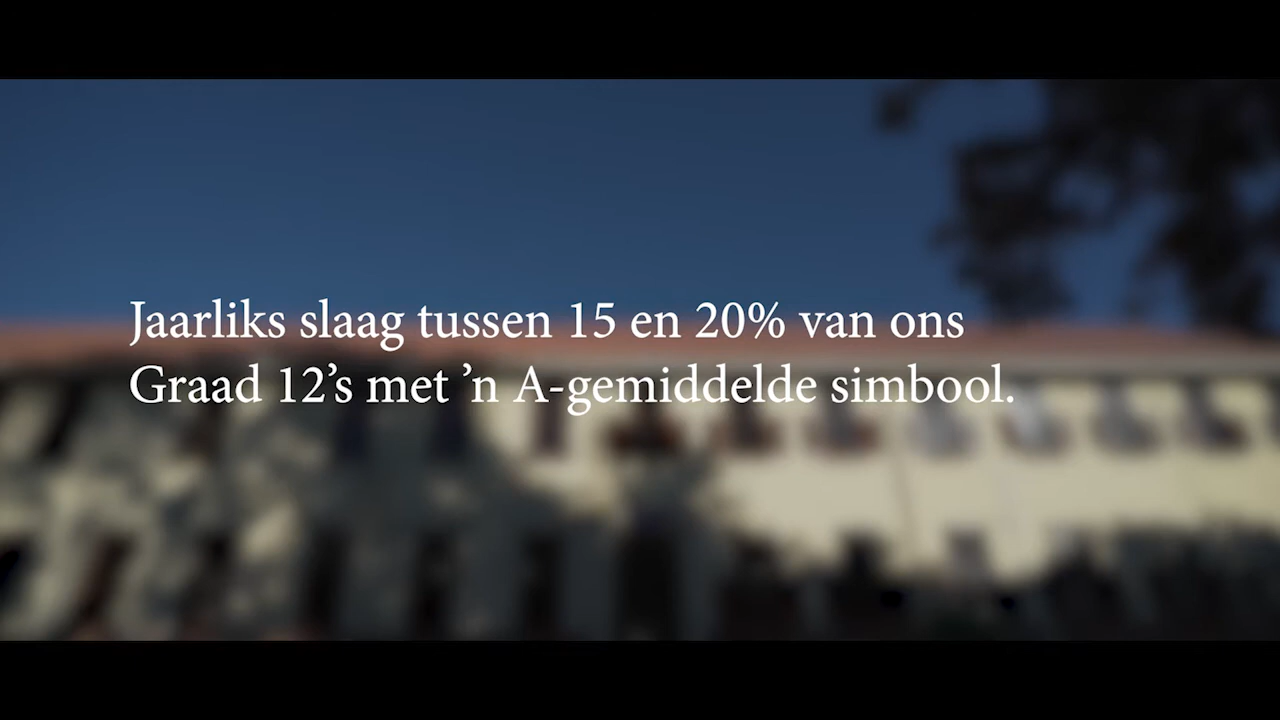 Jaarliks slaag tussen 15 en 20% van ons
Graad 12’s met ’n A-gemiddelde simbool.